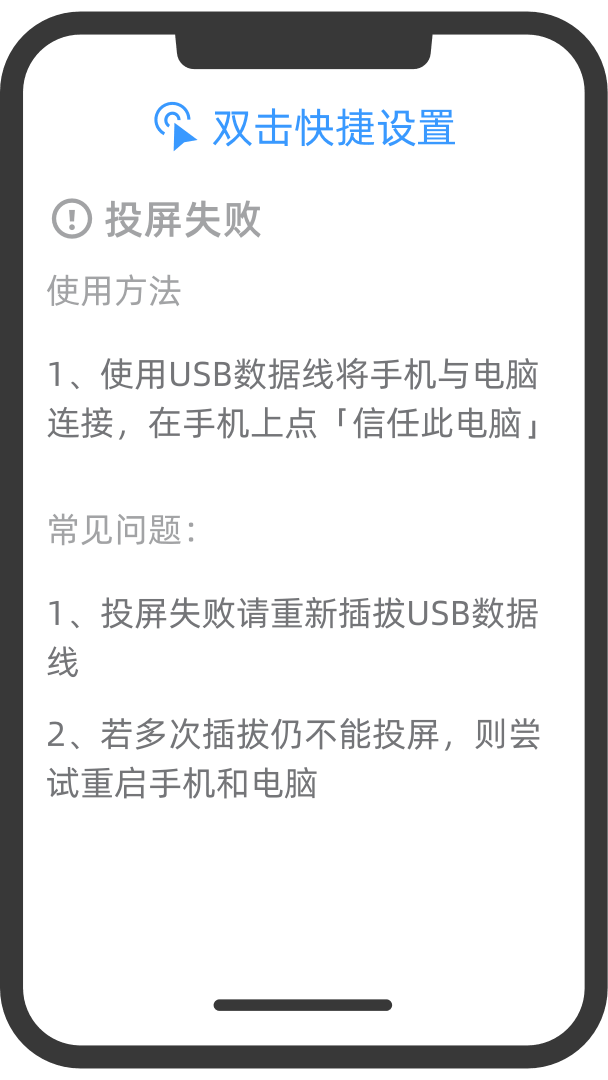 双击快捷设置
投屏失败
使用方法
1、使用USB数据线将手机与电脑
连接，在手机上点「信任此电脑」
常见问题：
1、投屏失败请重新插拔USB数据
线
2、若多次插拔仍不能投屏，则尝
试重启手机和电脑